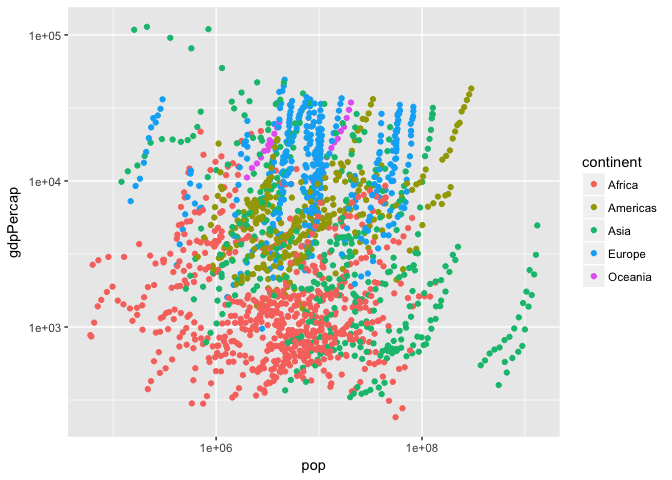 1e+05
1e+04
1e+03
gdpPercap
1e+06
1e+08
pop
continent
Africa
Americas
Asia
Europe
Oceania